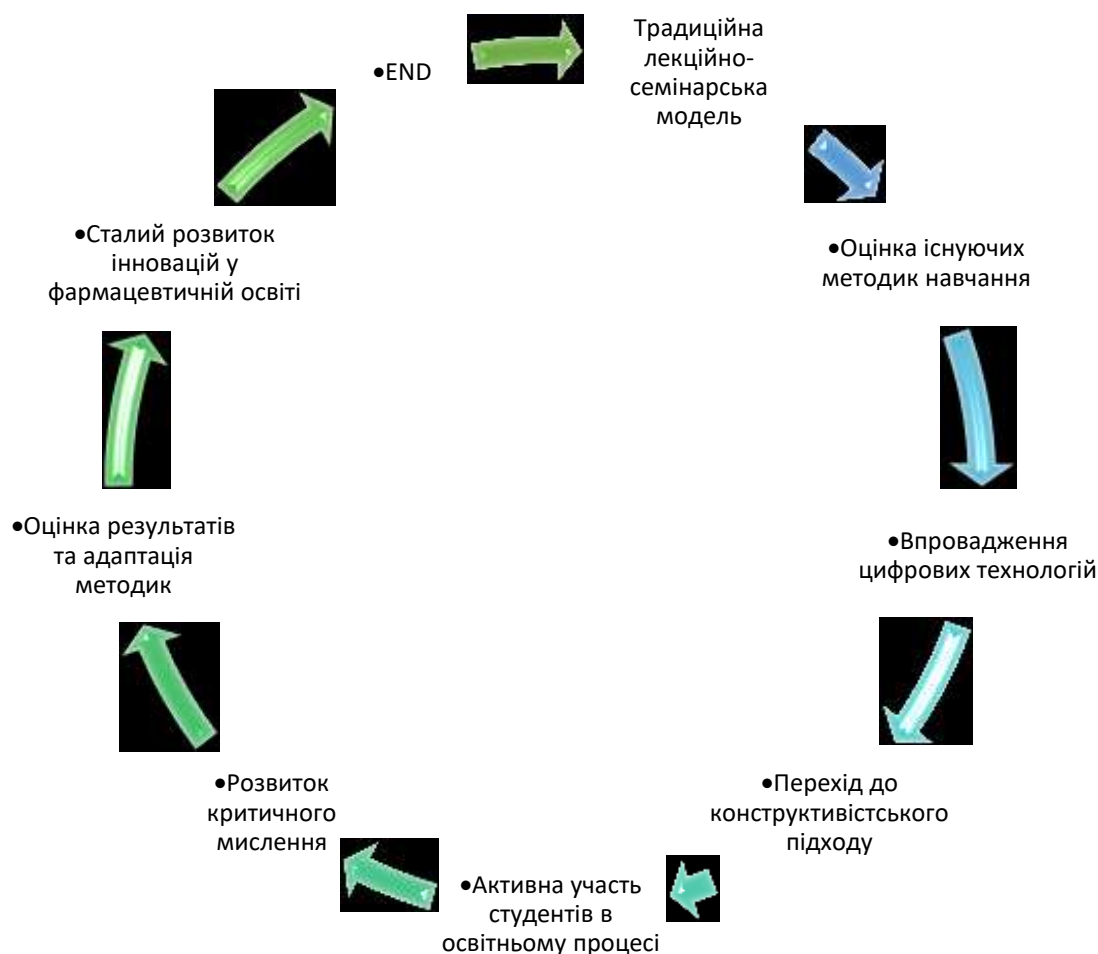 •END
Традиційна
лекційно-
семінарська
модель
•Оцінка існуючих
методик навчання
•Впровадження
цифрових технологій
•Перехід до
конструктивістського
підходу
•Активна участь
студентів в
освітньому процесі
•Розвиток
критичного
мислення
•Оцінка результатів
та адаптація
методик
•Сталий розвиток
інновацій у
фармацевтичній освіті